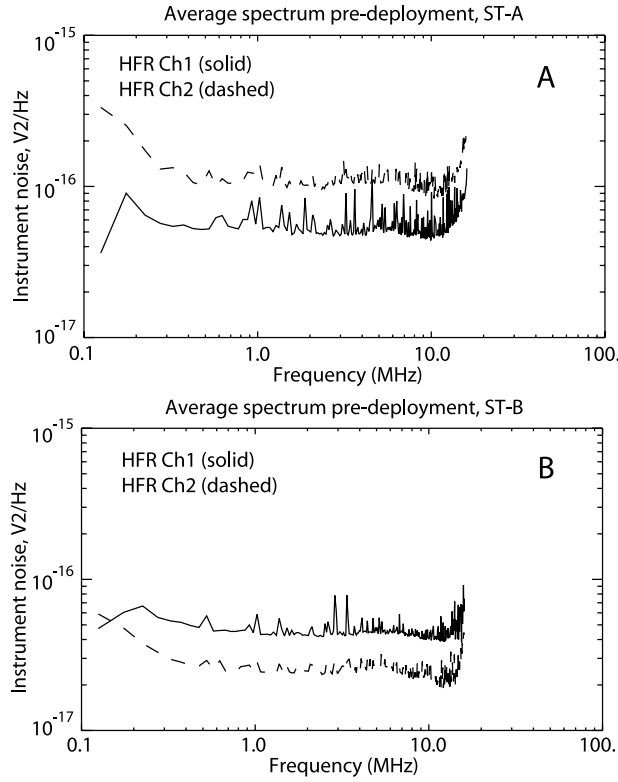 Average spectrum pre-deployment, ST-A
10-15
HFR Ch1 (solid)
HFR Ch2 (dashed)
A
Instrument noise, V2/Hz
10-16
10-17
0.1
1.0
10.0
100.
Frequency (MHz)
Average spectrum pre-deployment, ST-B
10-15
HFR Ch1 (solid)
HFR Ch2 (dashed)
B
Instrument noise, V2/Hz
10-16
10-17
0.1
1.0
10.0
100.
Frequency (MHz)